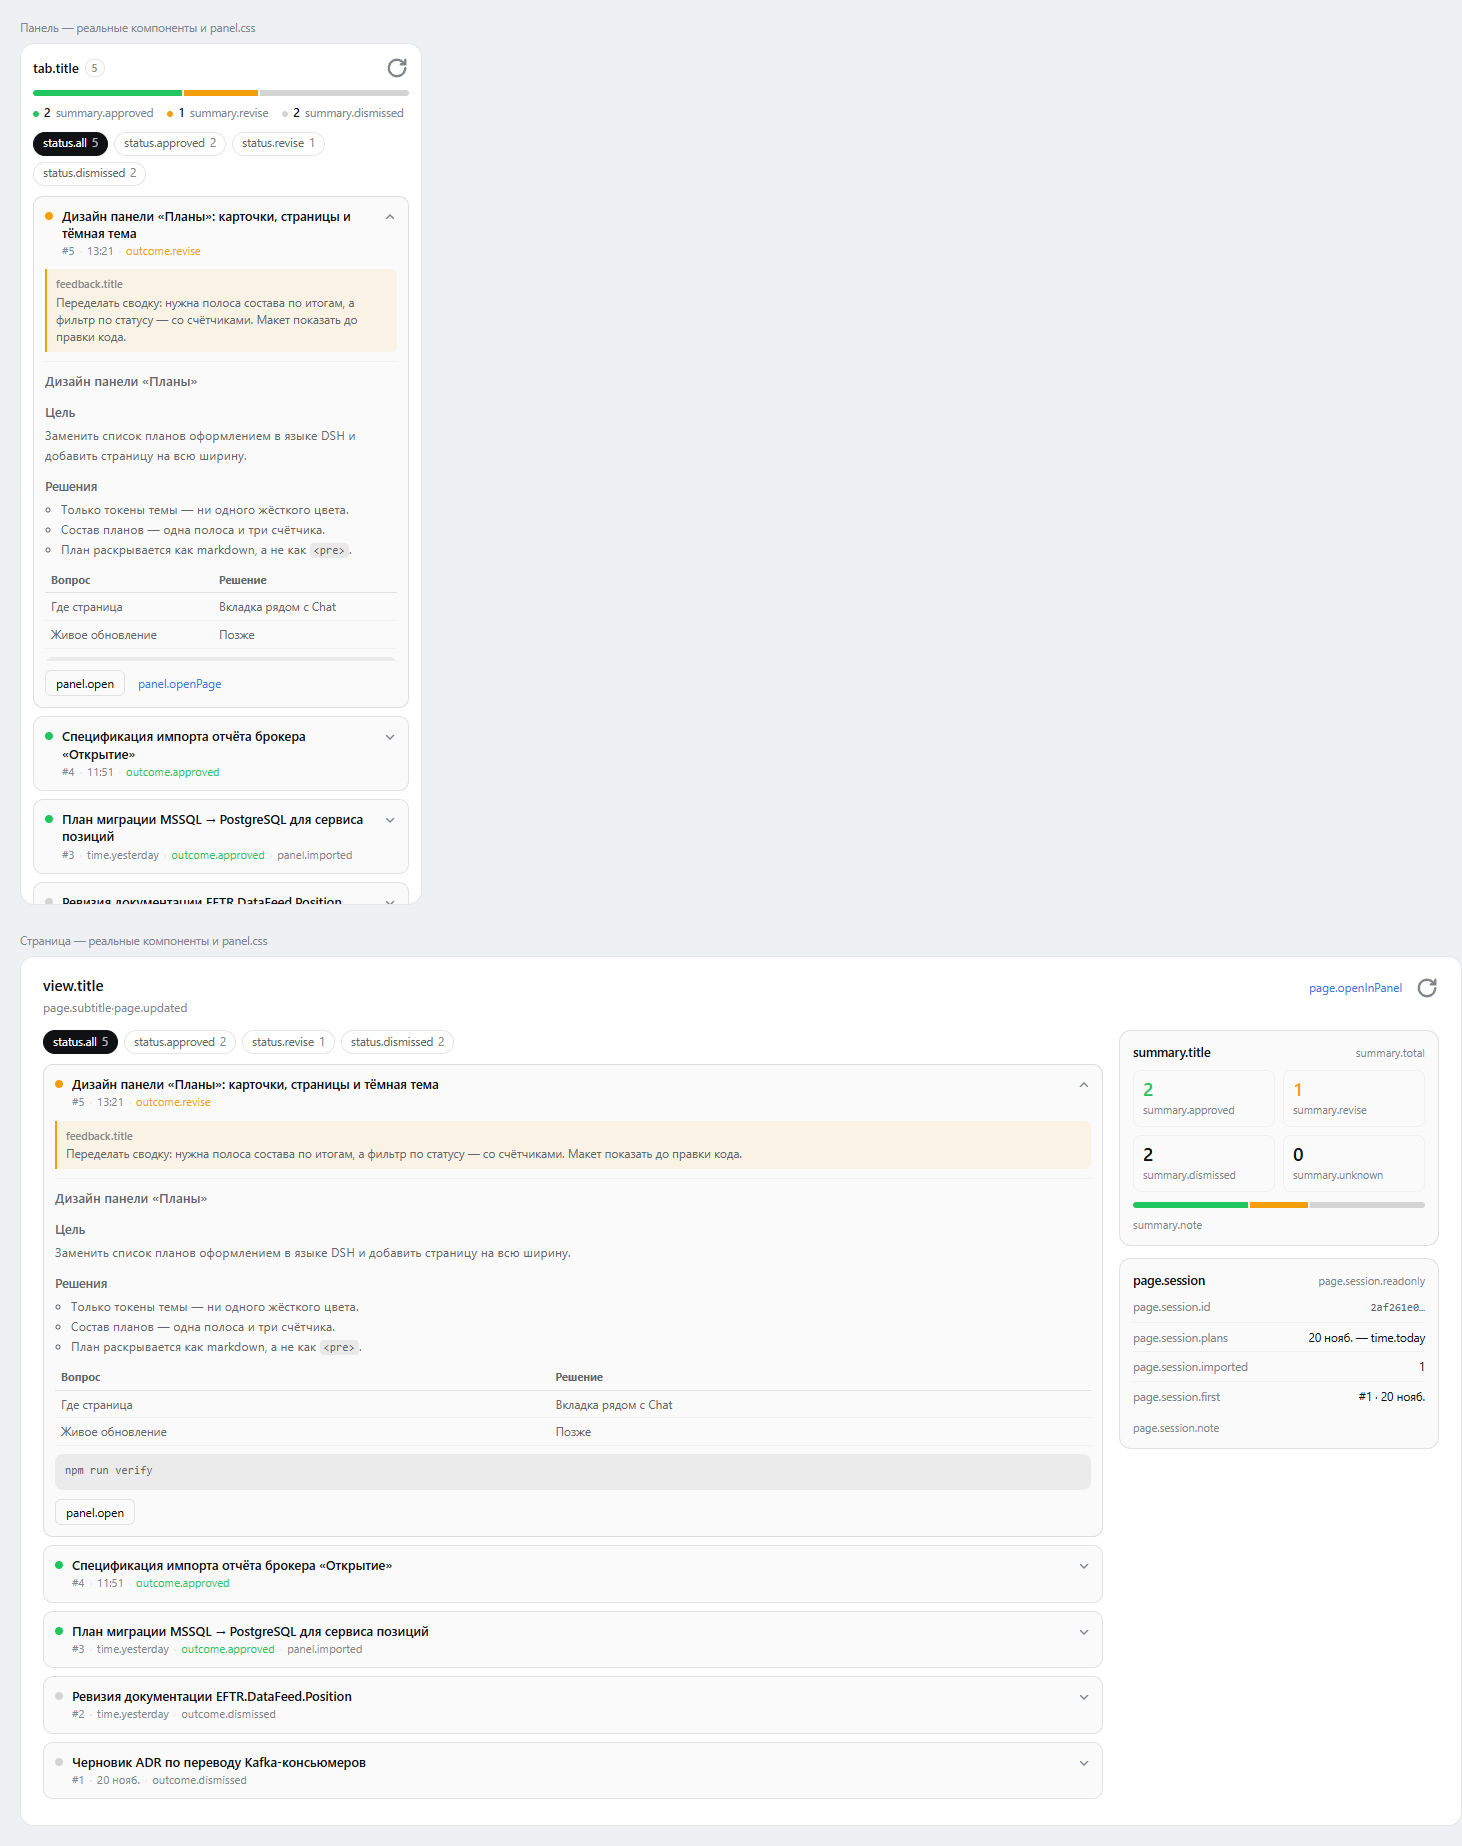 Панель — реальные компоненты и panel.css
tab.title 5
2 summary.approved 1 summary.revise 2 summary.dismissed
status.all 5 status.approved 2 status.revise 1
status.dismissed 2
Дизайн панели «Планы»: карточки, страницы и
тёмная тема
#5 · 13:21 · outcome.revise
feedback.title
Переделать сводку: нужна полоса состава по итогам, а
фильтр по статусу — со счётчиками. Макет показать до
правки кода.
Дизайн панели «Планы»
Цель
Заменить список планов оформлением в языке DSH и
добавить страницу на всю ширину.
Решения
Только токены темы — ни одного жёсткого цвета.
Состав планов — одна полоса и три счётчика.
План раскрывается как markdown, а не как <pre>.
Вопрос Решение
Где страница Вкладка рядом с Chat
Живое обновление Позже
panel.open panel.openPage
Спецификация импорта отчёта брокера
«Открытие»
#4 · 11:51 · outcome.approved
План миграции MSSQL → PostgreSQL для сервиса
позиций
#3 · time.yesterday · outcome.approved · panel.imported
Ревизия документации EFTR.DataFeed.Position
Страница — реальные компоненты и panel.css
view.title
page.openInPanel
page.subtitle·page.updated
status.all 5 status.approved 2 status.revise 1 status.dismissed 2
Дизайн панели «Планы»: карточки, страницы и тёмная тема
#5 · 13:21 · outcome.revise
feedback.title
Переделать сводку: нужна полоса состава по итогам, а фильтр по статусу — со счётчиками. Макет показать до правки кода.
Дизайн панели «Планы»
Цель
Заменить список планов оформлением в языке DSH и добавить страницу на всю ширину.
Решения
Только токены темы — ни одного жёсткого цвета.
Состав планов — одна полоса и три счётчика.
План раскрывается как markdown, а не как <pre>.
Вопрос Решение
Где страница Вкладка рядом с Chat
Живое обновление Позже
npm run verify
panel.open
Спецификация импорта отчёта брокера «Открытие»
#4 · 11:51 · outcome.approved
План миграции MSSQL → PostgreSQL для сервиса позиций
#3 · time.yesterday · outcome.approved · panel.imported
Ревизия документации EFTR.DataFeed.Position
#2 · time.yesterday · outcome.dismissed
Черновик ADR по переводу Kafka-консьюмеров
#1 · 20 нояб. · outcome.dismissed
summary.title summary.total
2 1
summary.approved summary.revise
2 0
summary.dismissed summary.unknown
summary.note
page.session page.session.readonly
page.session.id 2af261e0…
page.session.plans 20 нояб. — time.today
page.session.imported 1
page.session.first #1 · 20 нояб.
page.session.note